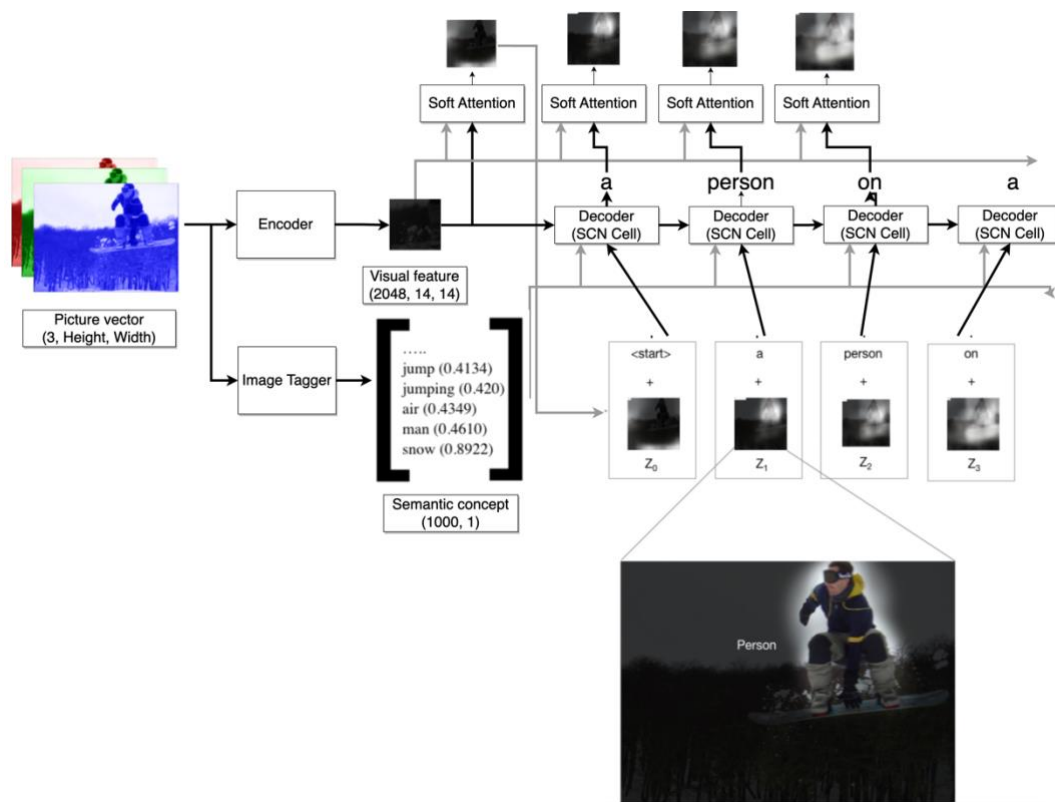 Soft Attention
Soft Attention
Soft Attention
Soft Attention
a
person
on
a
Encoder
Decoder
(SCN Cell)
Decoder
(SCN Cell)
Decoder
(SCN Cell)
Decoder
(SCN Cell)
Visual feature
(2048, 14, 14)
Picture vector
(3, Height, Width)
Image Tagger
.....
jump (0.4134)
jumping (0.420)
air (0.4349)
man (0.4610)
snow (0.8922)
Semantic concept
(1000, 1)
<start>
+
Z0
a
+
Z1
person
+
Z2
on
+
Z3
Person